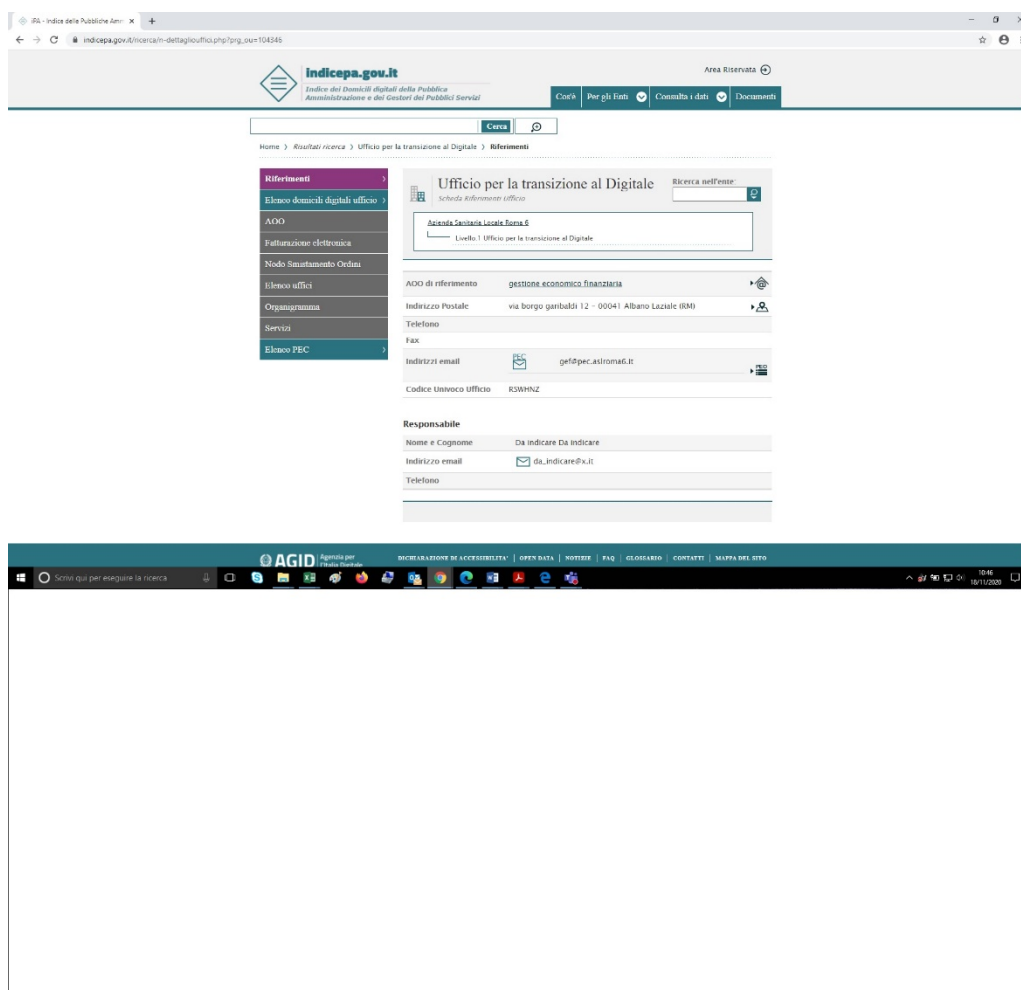 iPA - Indice delle Pubbliche Amm
indicepa.gov.it/ricerca/n-dettagliouffici.php?prg_ou=104346
indicepa.gov.it
Indice dei Domicili digitali della Pubblica
Amministrazione e dei Gestori dei Pubblici Servizi
Area Riservata
Cos'è Per gli Enti Consulta i dati Documenti
Cerca
Home > Risultati ricerca > Ufficio per la transizione al Digitale > Riferimenti
Riferimenti
Elenco domicili digitali ufficio
AOO
Fatturazione elettronica
Nodo Smistamento Ordini
Elenco uffici
Organigramma
Servizi
Elenco PEC
Ufficio per la transizione al Digitale
Scheda Riferimenti Ufficio
Ricerca nell'ente:
Azienda Sanitaria Locale Roma 6
Livello.1 Ufficio per la transizione al Digitale
AOO di riferimento gestione economico finanziaria
Indirizzo Postale via borgo garibaldi 12 - 00041 Albano Laziale (RM)
Telefono
Fax
Indirizzi email PEC gef@pec.aslroma6.it
Codice Univoco Ufficio R5WHNZ
Responsabile
Nome e Cognome Da indicare Da indicare
Indirizzo email da_indicare@x.it
Telefono
AGID Agenzia per
l'Italia Digitale
DICHIARAZIONE DI ACCESSIBILITA' | OPEN DATA | NOTIZIE | FAQ | GLOSSARIO | CONTATTI | MAPPA DEL SITO
Scrivi qui per eseguire la ricerca
10:46
18/11/2020